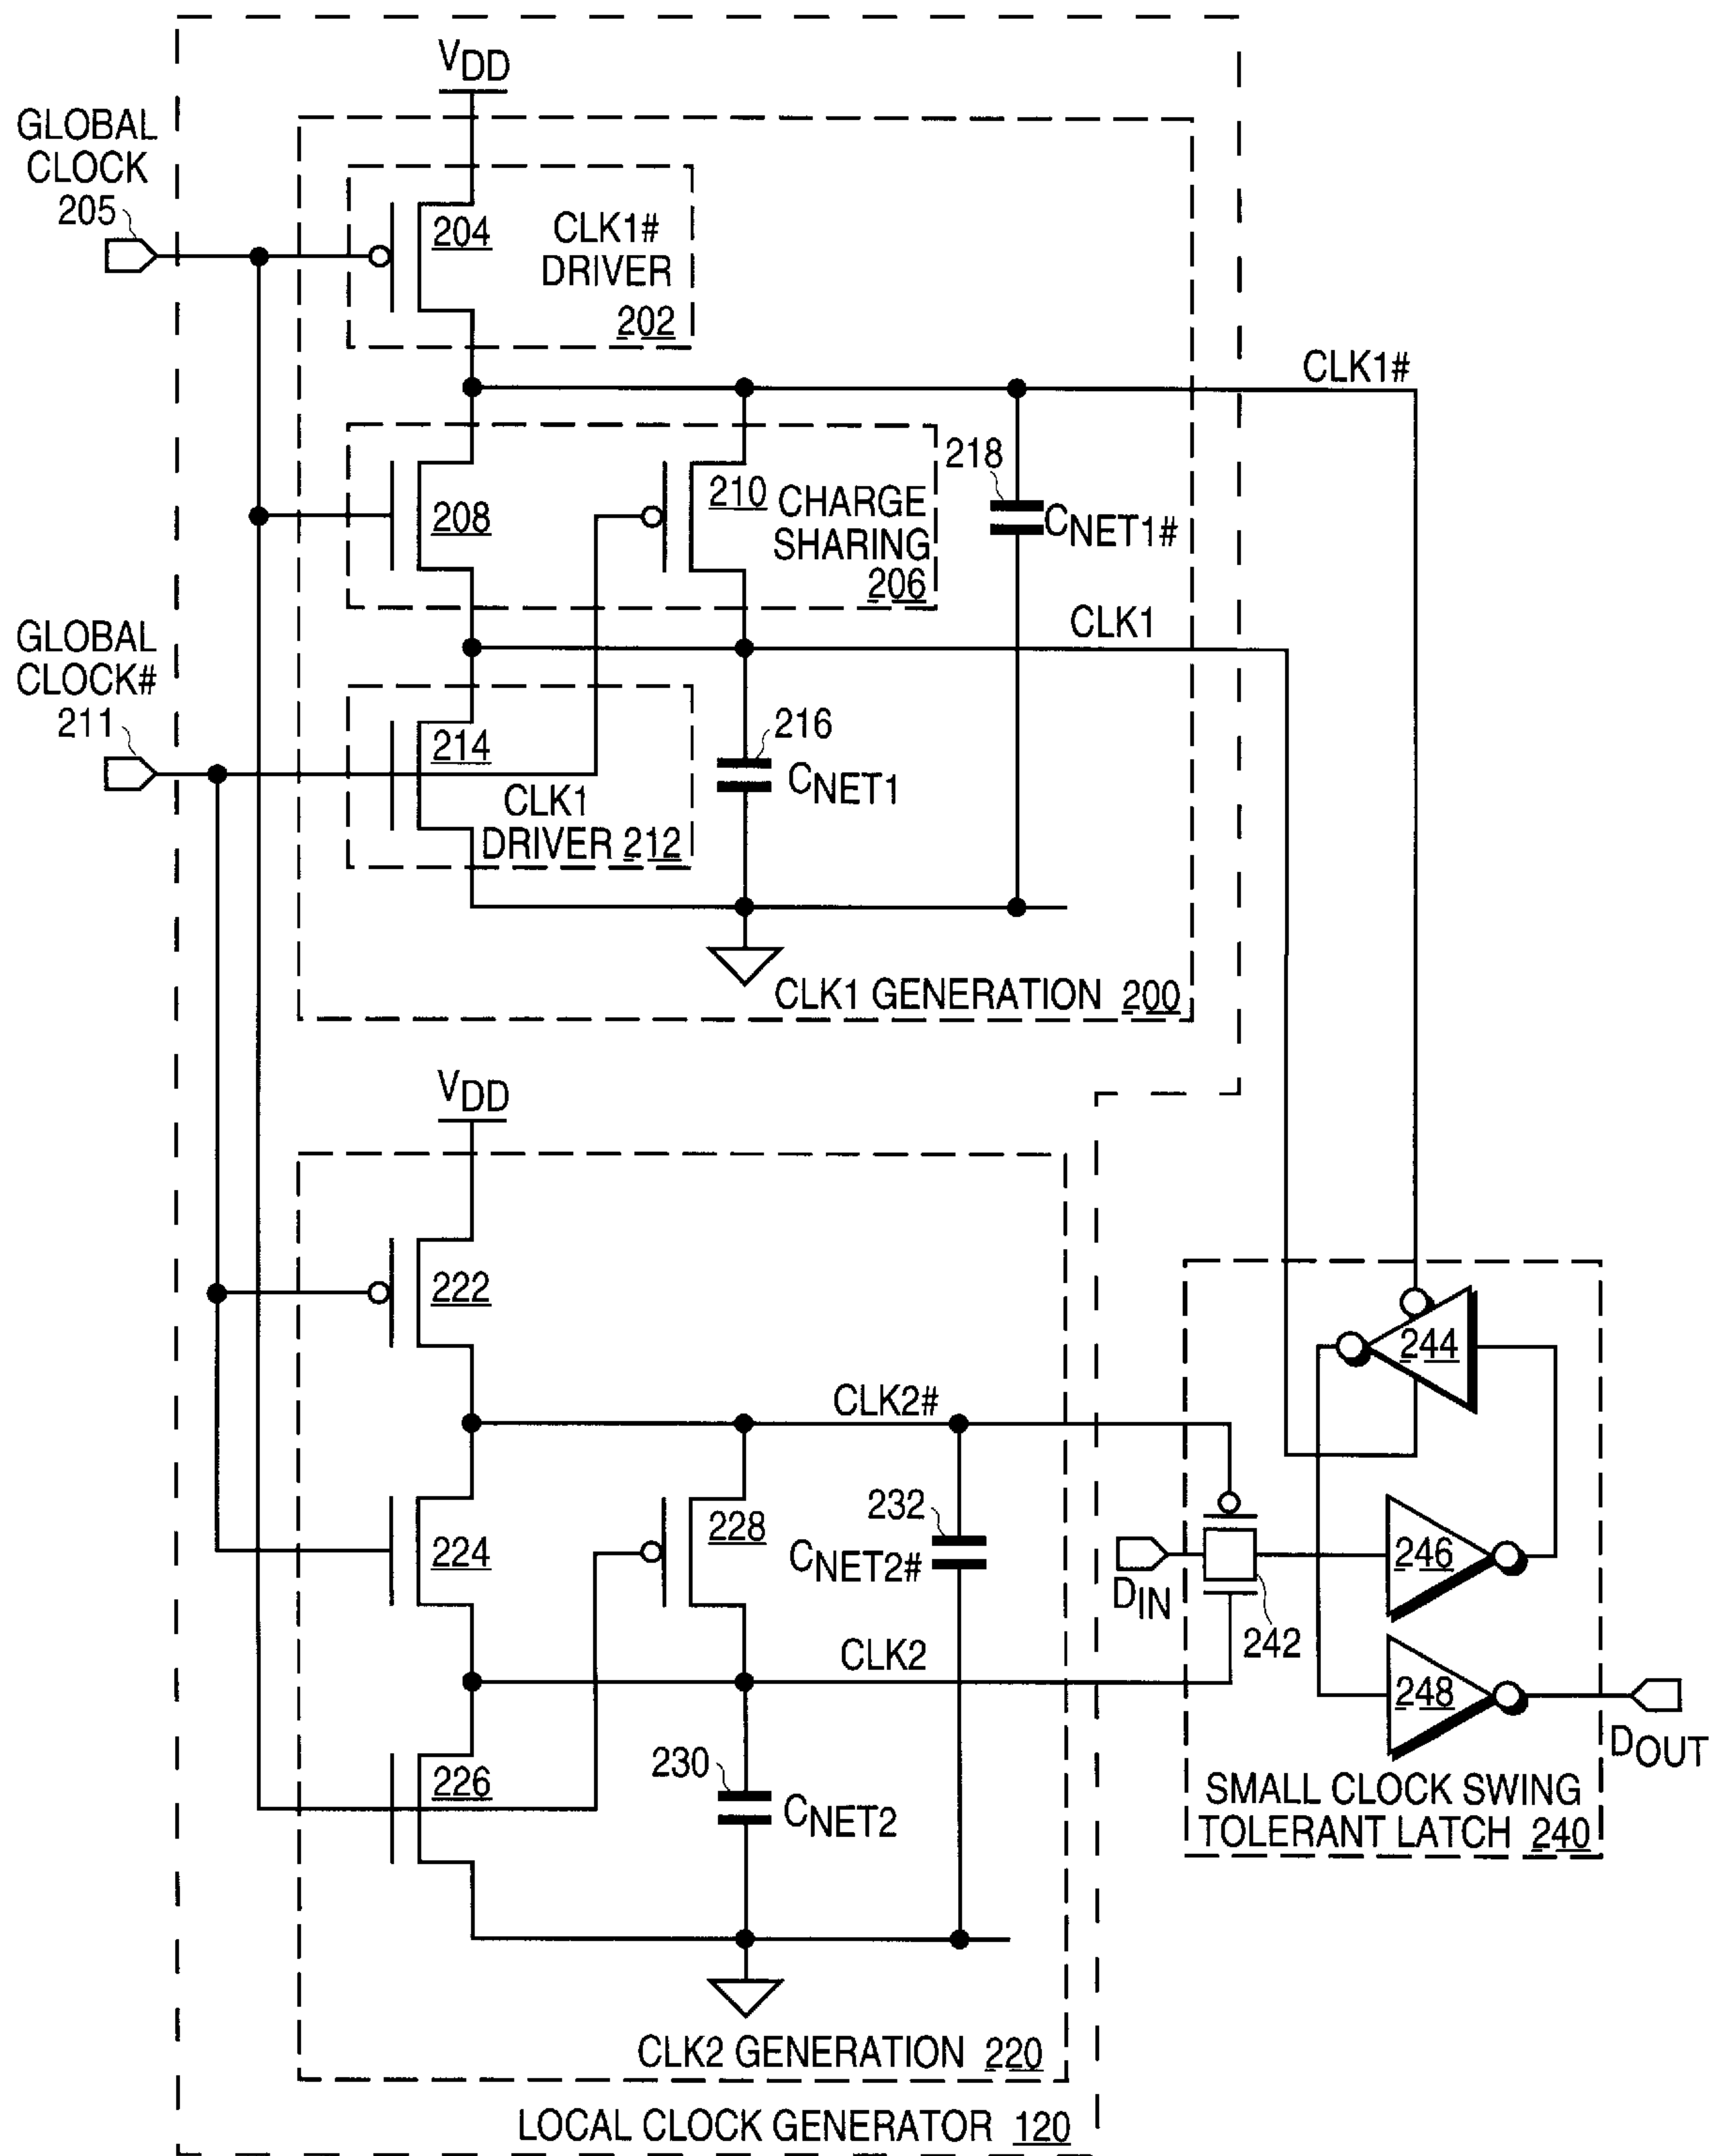 VDD
GLOBAL
CLOCK
205
204
CLK1#
DRIVER
202
CLK1#
218
210
CHARGE
SHARING
206
208
CNET1#
CLK1
GLOBAL
CLOCK#
211
214
216
CNET1
CLK1
DRIVER 212
CLK1 GENERATION 200
VDD
222
244
CLK2#
232
228
224
CNET2#
DIN
246
242
CLK2
248
DOUT
230
226
CNET2
SMALL CLOCK SWING
TOLERANT LATCH 240
CLK2 GENERATION 220
LOCAL CLOCK GENERATOR 120